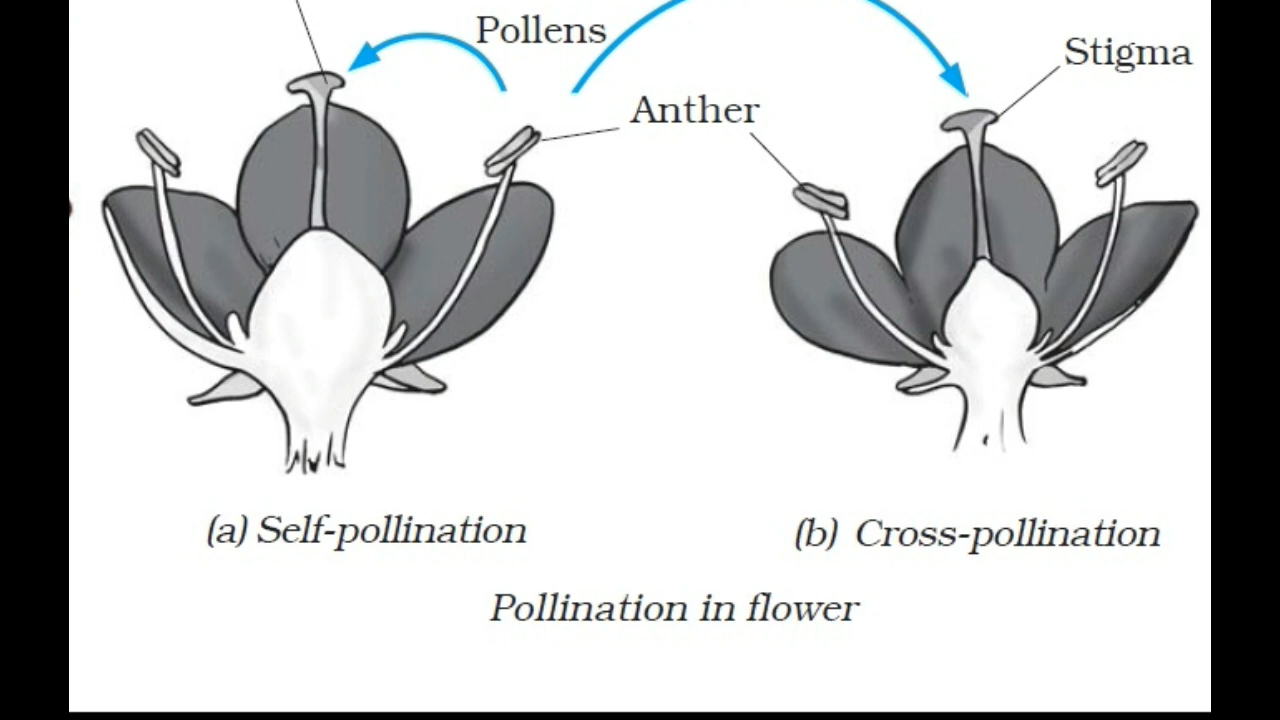 Pollens
Stigma
Anther
(a) Self-pollination
(b) Cross-pollination
Pollination in flower